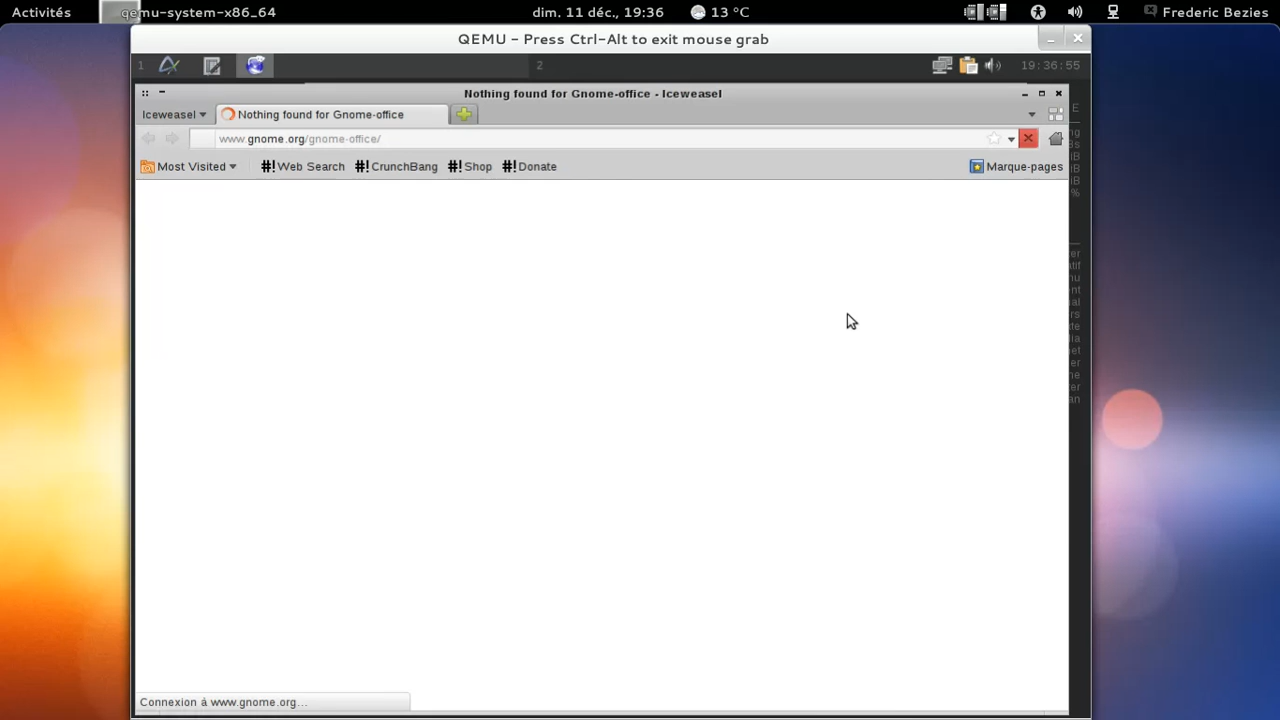 Activités qemu-system-x86_64 dim. 11 déc., 19:36 13 °C Frederic Bezies
QEMU - Press Ctrl-Alt to exit mouse grab
1 2 19:36:55
Nothing found for Gnome-office - Iceweasel
Iceweasel Nothing found for Gnome-office
www.gnome.org/gnome-office/
Most Visited #! Web Search #! CrunchBang #! Shop #! Donate Marque-pages
Connexion à www.gnome.org...